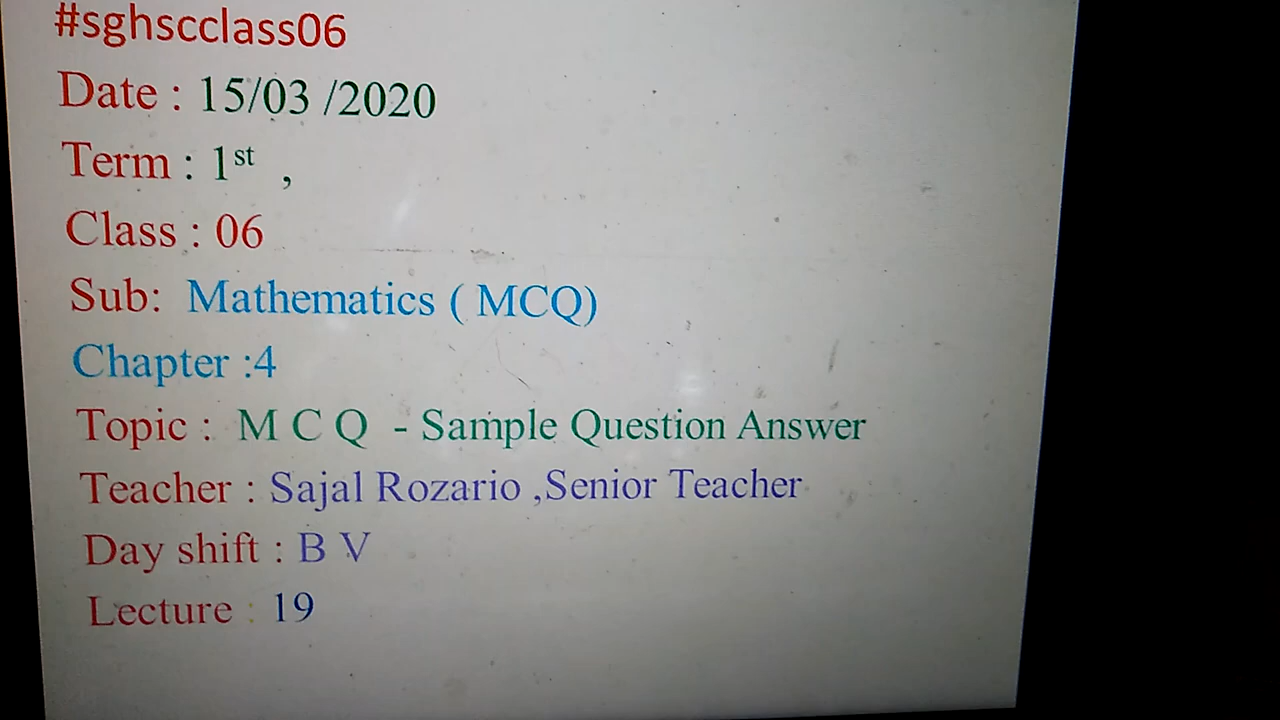 #sghscclass06
Date : 15/03 /2020
Term : 1st ,
Class : 06
Sub: Mathematics ( MCQ)
Chapter :4
Topic : M C Q - Sample Question Answer
Teacher : Sajal Rozario ,Senior Teacher
Day shift : B V
Lecture : 19